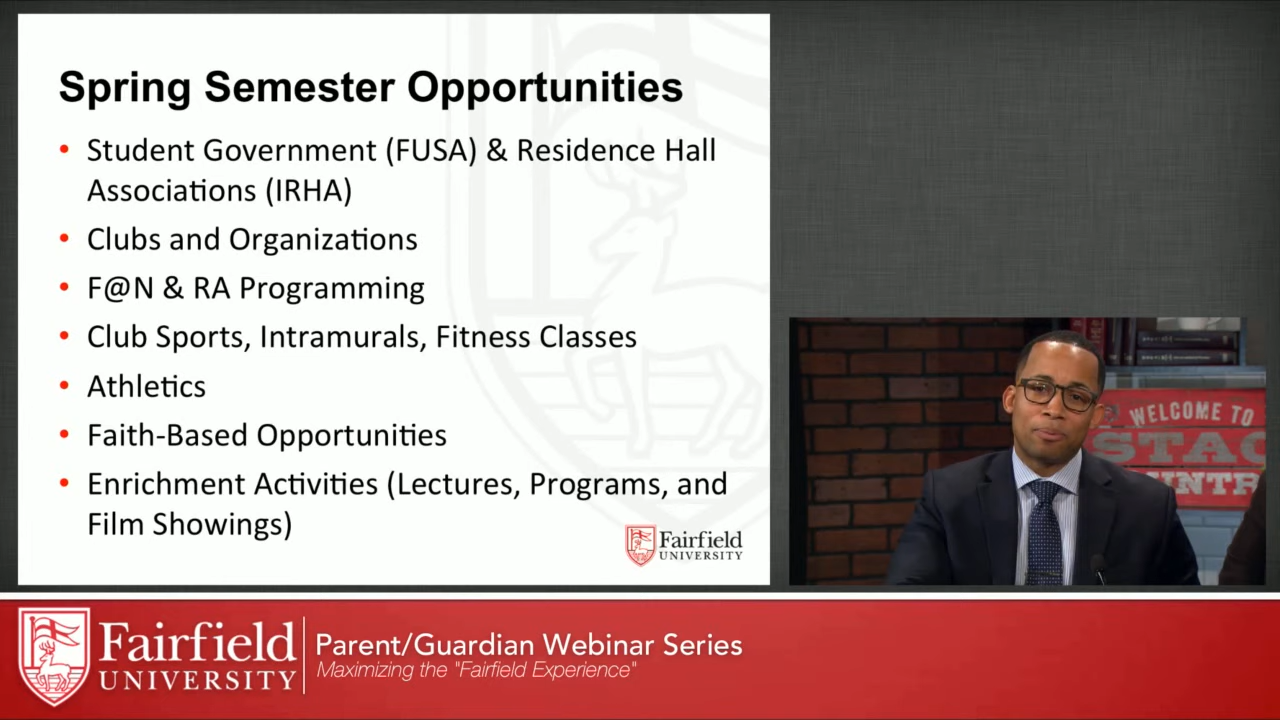 Spring Semester Opportunities
• Student Government (FUSA) & Residence Hall
Associations (IRHA)
• Clubs and Organizations
• F@N & RA Programming
• Club Sports, Intramurals, Fitness Classes
• Athletics
• Faith-Based Opportunities
• Enrichment Activities (Lectures, Programs, and
Film Showings)
Fairfield
UNIVERSITY
WELCOME TO
STAG
UNTR
Fairfield
UNIVERSITY
Parent/Guardian Webinar Series
Maximizing the "Fairfield Experience"